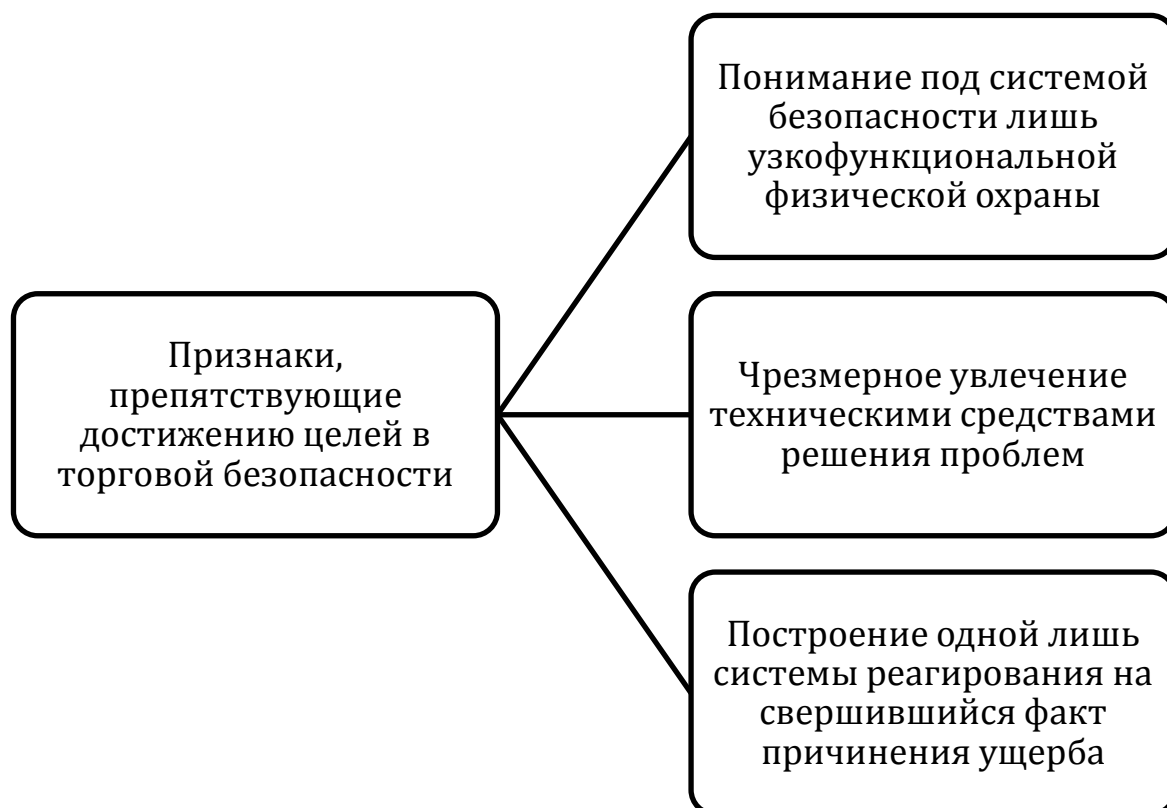 Понимание под системой
безопасности лишь
узкофункциональной
физической охраны
Признаки,
препятствующие
достижению целей в
торговой безопасности
Чрезмерное увлечение
техническими средствами
решения проблем
Построение одной лишь
системы реагирования на
свершившийся факт
причинения ущерба